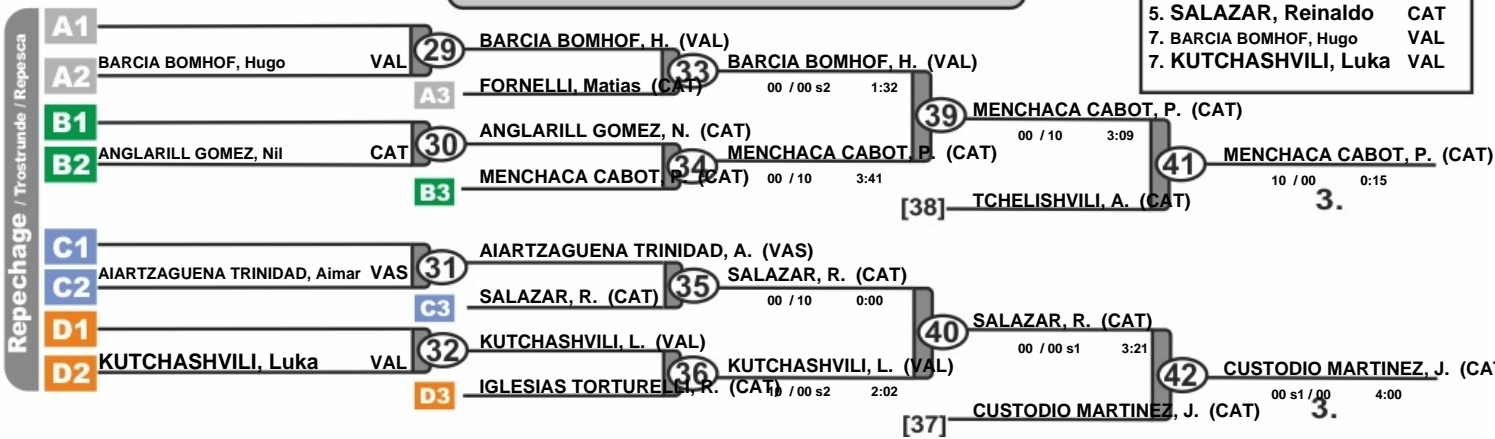 5. SALAZAR, Reinaldo CAT
7. BARCIA BOMHOF, Hugo VAL
7. KUTCHASHVILI, Luka VAL
Repechage / Trostrunde / Repesca
A1
A2 BARCIA BOMHOF, Hugo VAL
29
BARCIA BOMHOF, H. (VAL)
A3 FORNELLI, Matias (CAT)
33
BARCIA BOMHOF, H. (VAL)
00 / 00 s2 1:32
B1
B2 ANGLARILL GOMEZ, Nil CAT
30
ANGLARILL GOMEZ, N. (CAT)
B3 MENCHACA CABOT, P. (CAT)
34
MENCHACA CABOT, P. (CAT)
00 / 10 3:41
39
MENCHACA CABOT, P. (CAT)
00 / 10 3:09
[38] TCHELISHVILI, A. (CAT)
41
MENCHACA CABOT, P. (CAT)
10 / 00 0:15
3.
C1
C2 AIARTZAGUENA TRINIDAD, Aimar VAS
31
AIARTZAGUENA TRINIDAD, A. (VAS)
C3 SALAZAR, R. (CAT)
35
SALAZAR, R. (CAT)
00 / 10 0:00
D1
D2 KUTCHASHVILI, Luka VAL
32
KUTCHASHVILI, L. (VAL)
D3 IGLESIAS TORTURELLI, R. (CAT)
36
KUTCHASHVILI, L. (VAL)
10 / 00 s2 2:02
40
SALAZAR, R. (CAT)
00 / 00 s1 3:21
[37] CUSTODIO MARTINEZ, J. (CAT)
42
CUSTODIO MARTINEZ, J. (CA
00 s1 / 00 4:00
3.